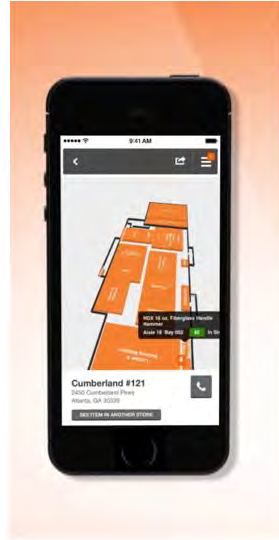 9:41 AM
HDX 16 oz. Fiberglass Handle
Hammer
Aisle 18 Bay 002 In St
Cumberland #121
2450 Cumberland Pkwy
Atlanta, GA 30339
SEE ITEM IN ANOTHER STORE